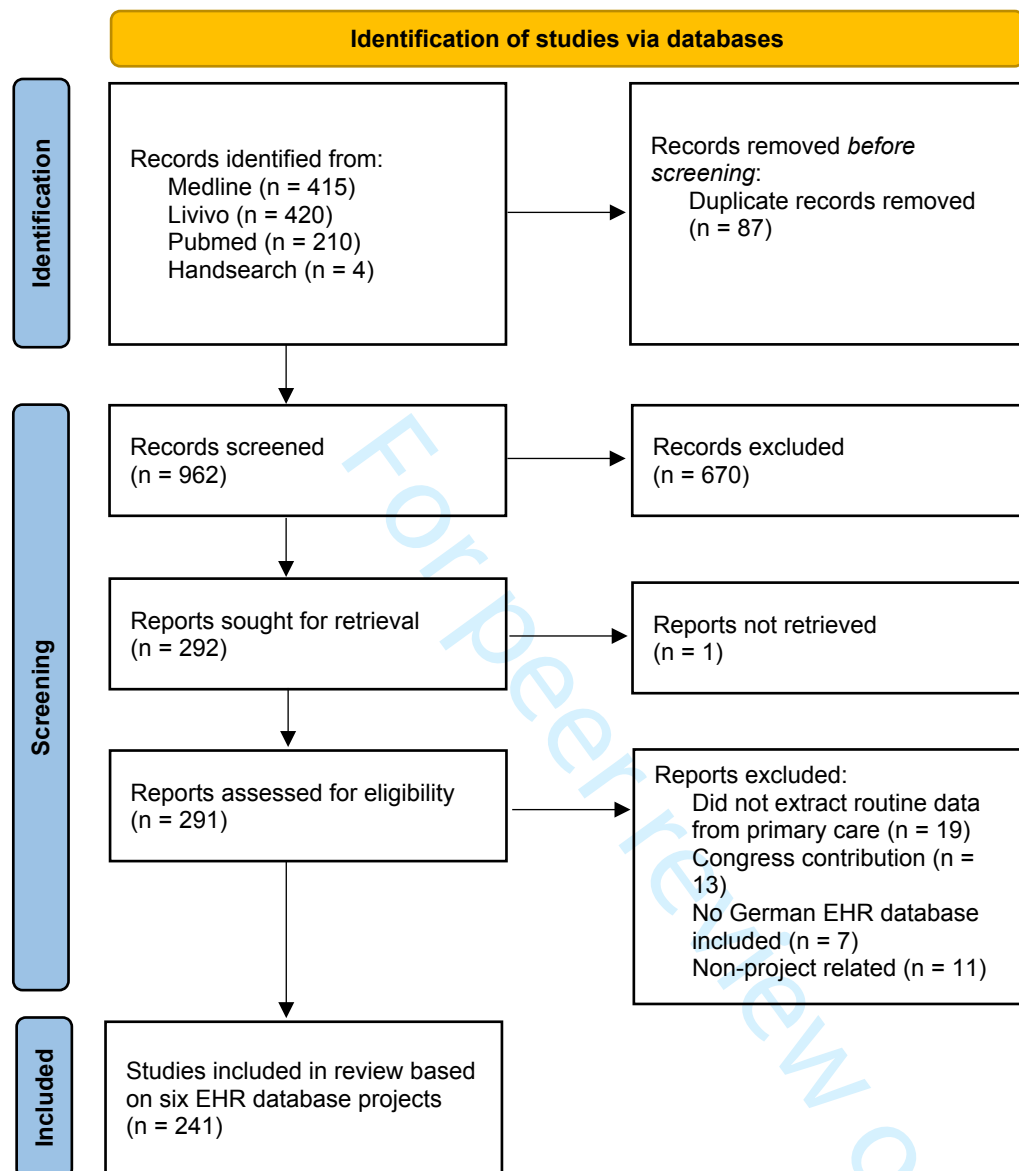 Identification of studies via databases
Identification
Records identified from:
Medline (n = 415)
Livivo (n = 420)
Pubmed (n = 210)
Handsearch (n = 4)
Records removed before
screening:
Duplicate records removed
(n = 87)
Screening
Records screened
(n = 962)
Records excluded
(n = 670)
Reports sought for retrieval
(n = 292)
Reports not retrieved
(n = 1)
Reports assessed for eligibility
(n = 291)
Reports excluded:
Did not extract routine data
from primary care (n = 19)
Congress contribution (n =
13)
No German EHR database
included (n = 7)
Non-project related (n = 11)
Included
Studies included in review based
on six EHR database projects
(n = 241)
For peer review o